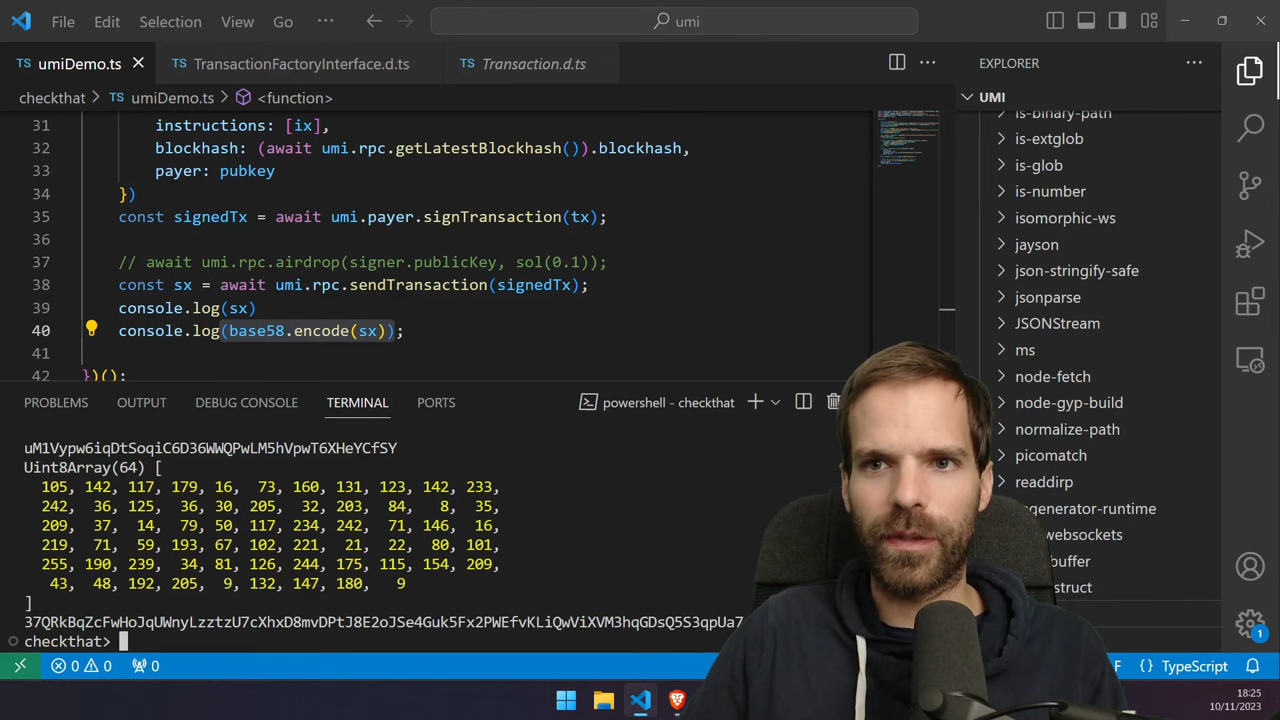 File Edit Selection View Go ··· umi
TS umiDemo.ts TS TransactionFactoryInterface.d.ts TS Transaction.d.ts ··· EXPLORER ···
checkthat > TS umiDemo.ts > <function> UMI
31 instructions: [ix],
32 blockhash: (await umi.rpc.getLatestBlockhash()).blockhash,
33 payer: pubkey
34 })
35 const signedTx = await umi.payer.signTransaction(tx);
36
37 // await umi.rpc.airdrop(signer.publicKey, sol(0.1));
38 const sx = await umi.rpc.sendTransaction(signedTx);
39 console.log(sx)
40 console.log(base58.encode(sx));
41
42 })();
is-binary-path
is-extglob
is-glob
is-number
isomorphic-ws
jayson
json-stringify-safe
jsonparse
JSONStream
ms
node-fetch
node-gyp-build
normalize-path
picomatch
readdirp
egenerator-runtime
websockets
buffer
struct
PROBLEMS OUTPUT DEBUG CONSOLE TERMINAL PORTS powershell - checkthat
uM1Vypw6iqDtSoqiC6D36WWQPwLM5hVpwT6XHeYCfSY
Uint8Array(64) [
105, 142, 117, 179, 16, 73, 160, 131, 123, 142, 233,
242, 36, 125, 36, 30, 205, 32, 203, 84, 8, 35,
209, 37, 14, 79, 50, 117, 234, 242, 71, 146, 16,
219, 71, 59, 193, 67, 102, 221, 21, 22, 80, 101,
255, 190, 239, 34, 81, 126, 244, 175, 115, 154, 209,
43, 48, 192, 205, 9, 132, 147, 180, 9
]
37QRkBqZcFwHoJqUWnyLzztzU7cXhxD8mvDPtJ8E2oJSe4Guk5Fx2PWEfvKLiQwViXVM3hqGDsQ5S3qpUa7
checkthat>
0 0 0 F {} TypeScript
1
18:25
10/11/2023